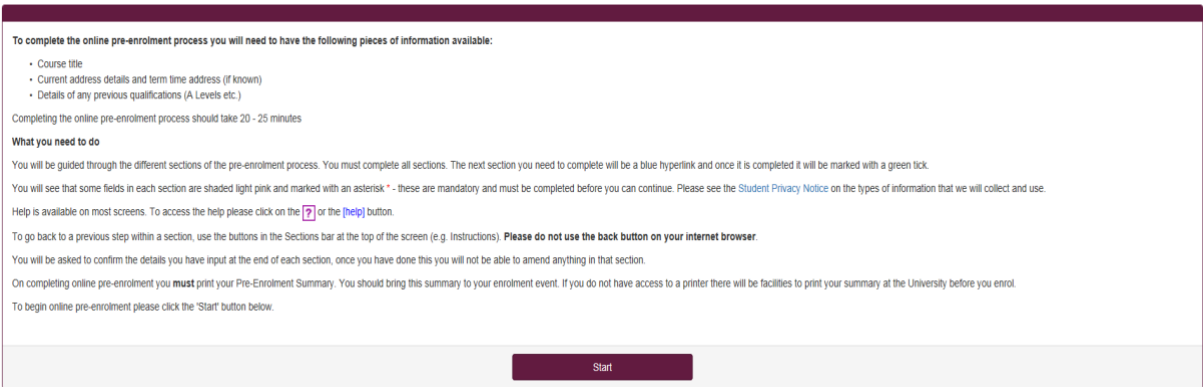 To complete the online pre-enrolment process you will need to have the following pieces of information available:
• Course title
• Current address details and term time address (if known)
• Details of any previous qualifications (A Levels etc.)
Completing the online pre-enrolment process should take 20 - 25 minutes
What you need to do
You will be guided through the different sections of the pre-enrolment process. You must complete all sections. The next section you need to complete will be a blue hyperlink and once it is completed it will be marked with a green tick.
You will see that some fields in each section are shaded light pink and marked with an asterisk * - these are mandatory and must be completed before you can continue. Please see the Student Privacy Notice on the types of information that we will collect and use.
Help is available on most screens. To access the help please click on the ? or the [help] button.
To go back to a previous step within a section, use the buttons in the Sections bar at the top of the screen (e.g. Instructions). Please do not use the back button on your internet browser.
You will be asked to confirm the details you have input at the end of each section, once you have done this you will not be able to amend anything in that section.
On completing online pre-enrolment you must print your Pre-Enrolment Summary. You should bring this summary to your enrolment event. If you do not have access to a printer there will be facilities to print your summary at the University before you enrol.
To begin online pre-enrolment please click the 'Start' button below.
Start